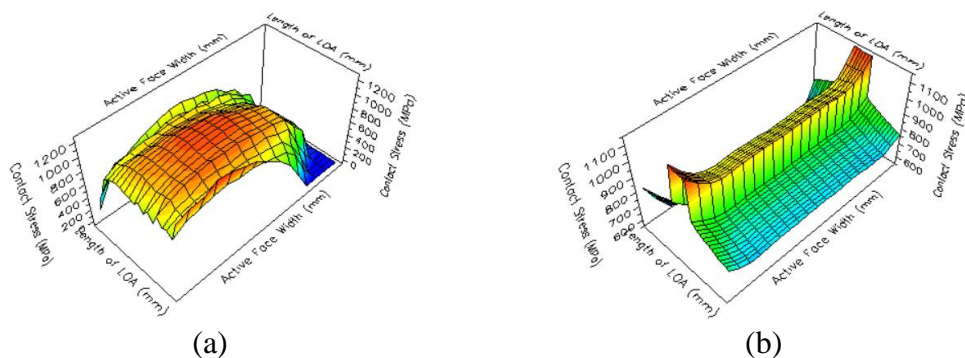 Length of LOA (mm)
Active Face Width (mm)
1200
1000
800
600
400
200
0
Contact Stress (MPa)
1200
1000
800
600
400
200
Contact Stress (MPa)
Length of LOA (mm)
Active Face Width (mm)
(a)
Length of LOA (mm)
Active Face Width (mm)
1100
1000
900
800
700
600
Contact Stress (MPa)
1100
1000
900
800
700
600
Contact Stress (MPa)
Length of LOA (mm)
Active Face Width (mm)
(b)